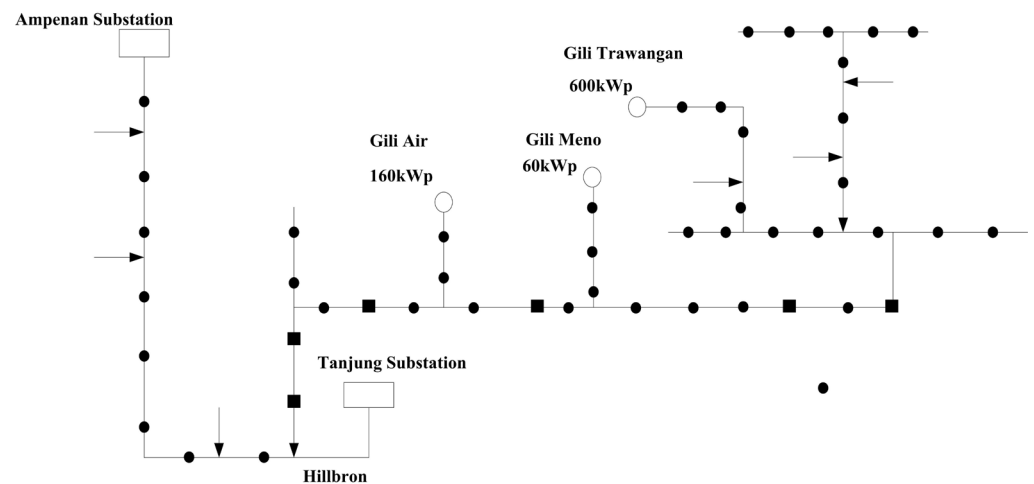 Ampenan Substation
Gili Trawangan
600kWp
Gili Air
160kWp
Gili Meno
60kWp
Tanjung Substation
Hillbron